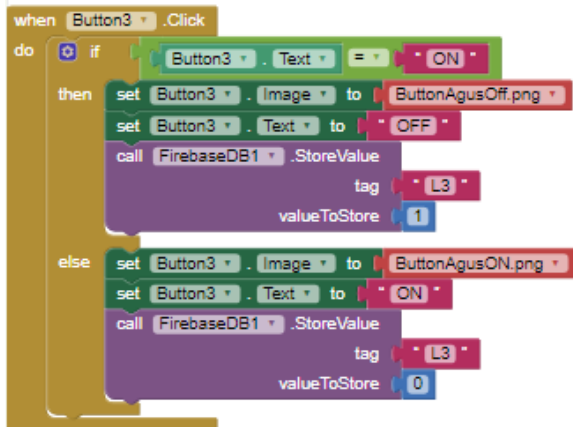 when Button3 .Click
do if Button3 . Text = " ON "
then set Button3 . Image to ButtonAgusOff.png
set Button3 . Text to " OFF "
call FirebaseDB1 .StoreValue
tag " L3 "
valueToStore 1
else set Button3 . Image to ButtonAgusON.png
set Button3 . Text to " ON "
call FirebaseDB1 .StoreValue
tag " L3 "
valueToStore 0